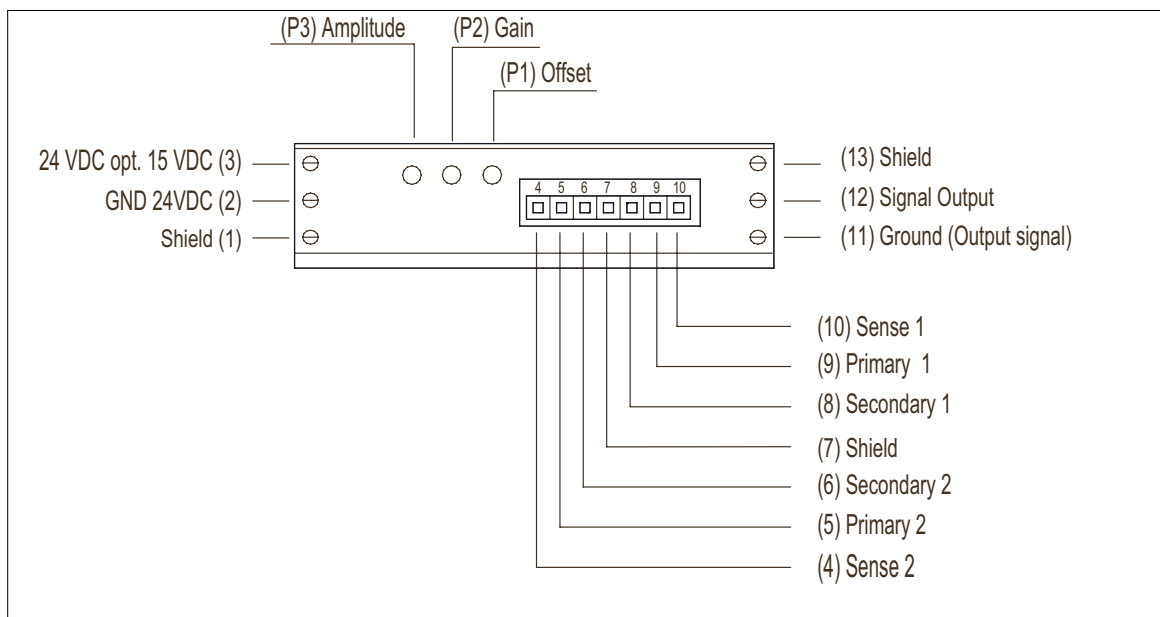 (P3) Amplitude
(P2) Gain
(P1) Offset
24 VDC opt. 15 VDC (3)
GND 24VDC (2)
Shield (1)
4 5 6 7 8 9 10
(13) Shield
(12) Signal Output
(11) Ground (Output signal)
(10) Sense 1
(9) Primary 1
(8) Secondary 1
(7) Shield
(6) Secondary 2
(5) Primary 2
(4) Sense 2